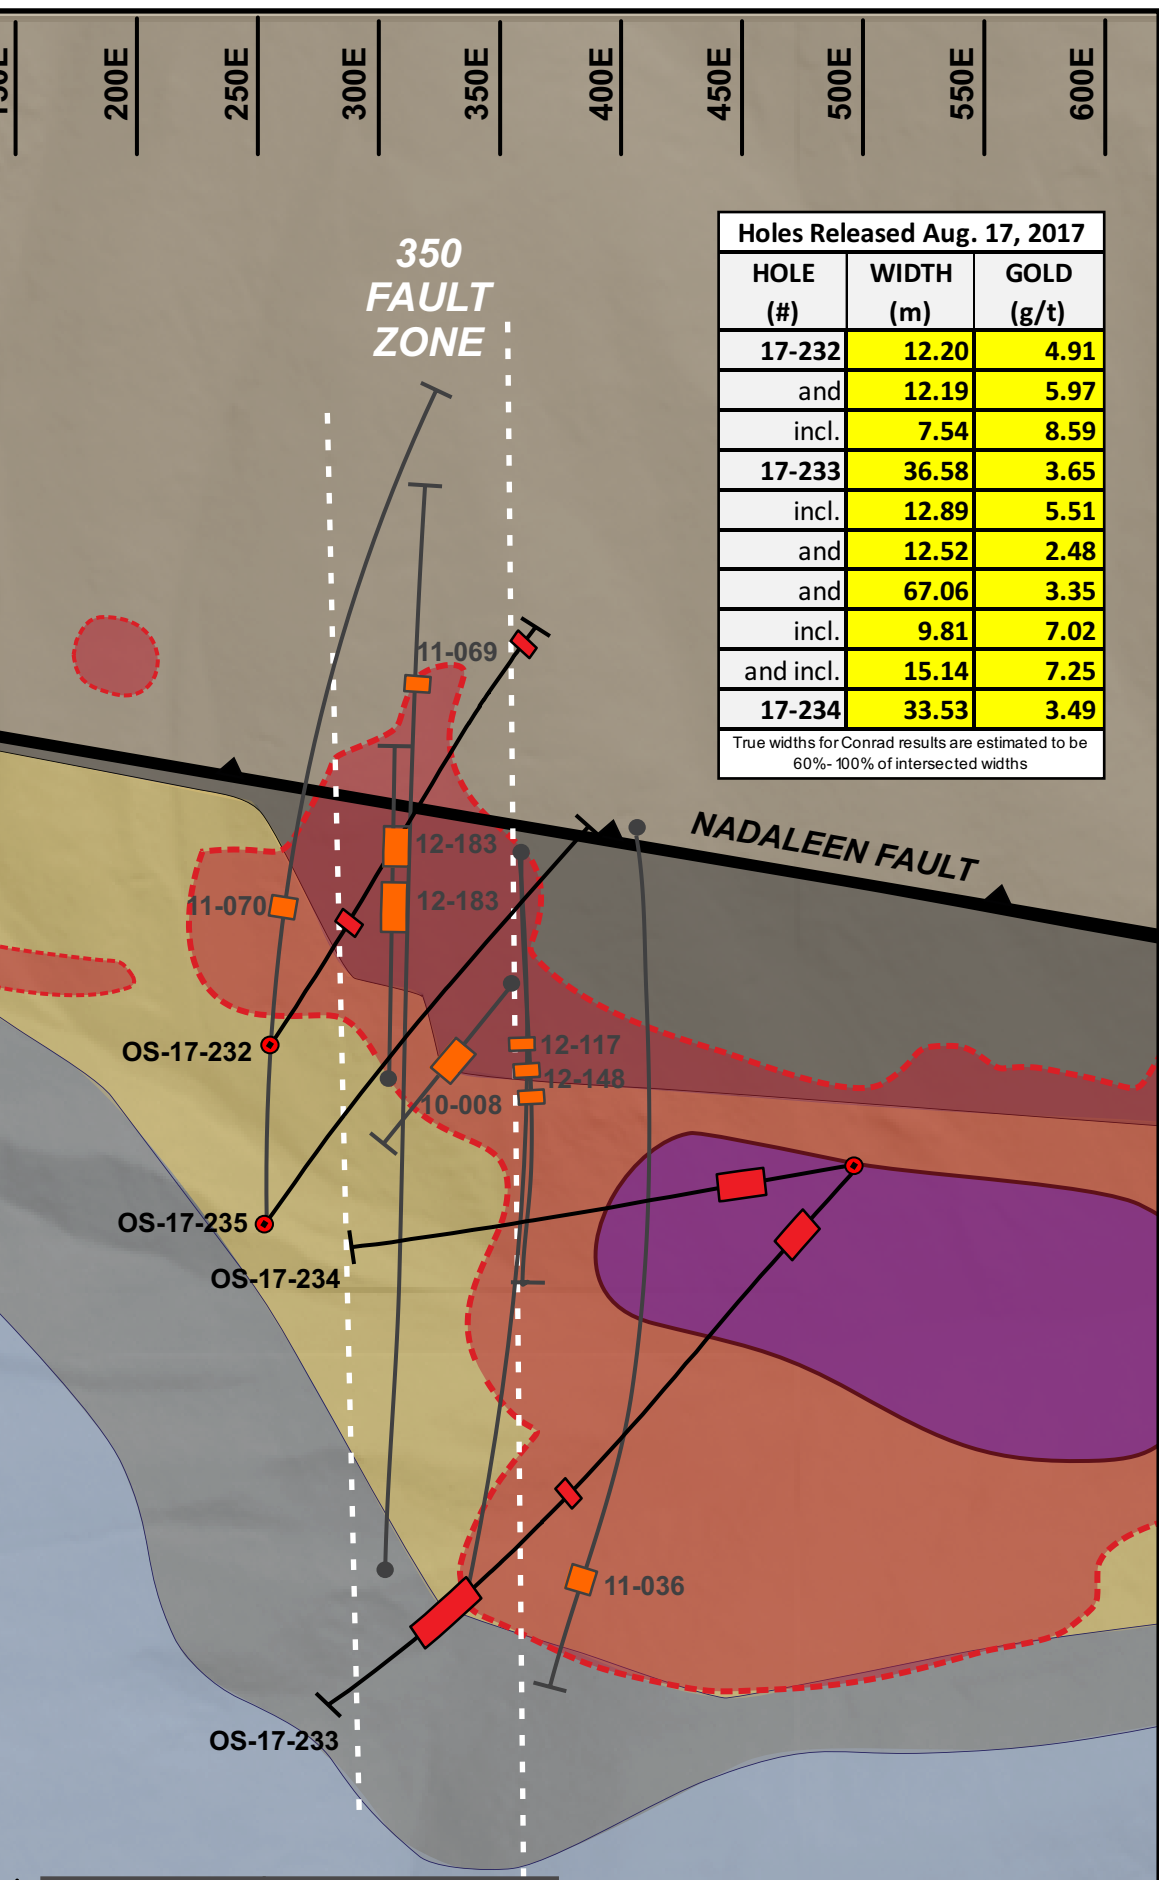 200E
250E
300E
350E
400E
450E
500E
550E
600E
350
FAULT
ZONE
Holes Released Aug. 17, 2017
HOLE (#) WIDTH (m) GOLD (g/t)
17-232 12.20 4.91
and 12.19 5.97
incl. 7.54 8.59
17-233 36.58 3.65
incl. 12.89 5.51
and 12.52 2.48
and 67.06 3.35
incl. 9.81 7.02
and incl. 15.14 7.25
17-234 33.53 3.49
True widths for Conrad results are estimated to be
60%- 100% of intersected widths
11-069
NADALEEN FAULT
12-183
12-183
11-070
OS-17-232
12-117
12-148
10-008
OS-17-235
OS-17-234
11-036
OS-17-233